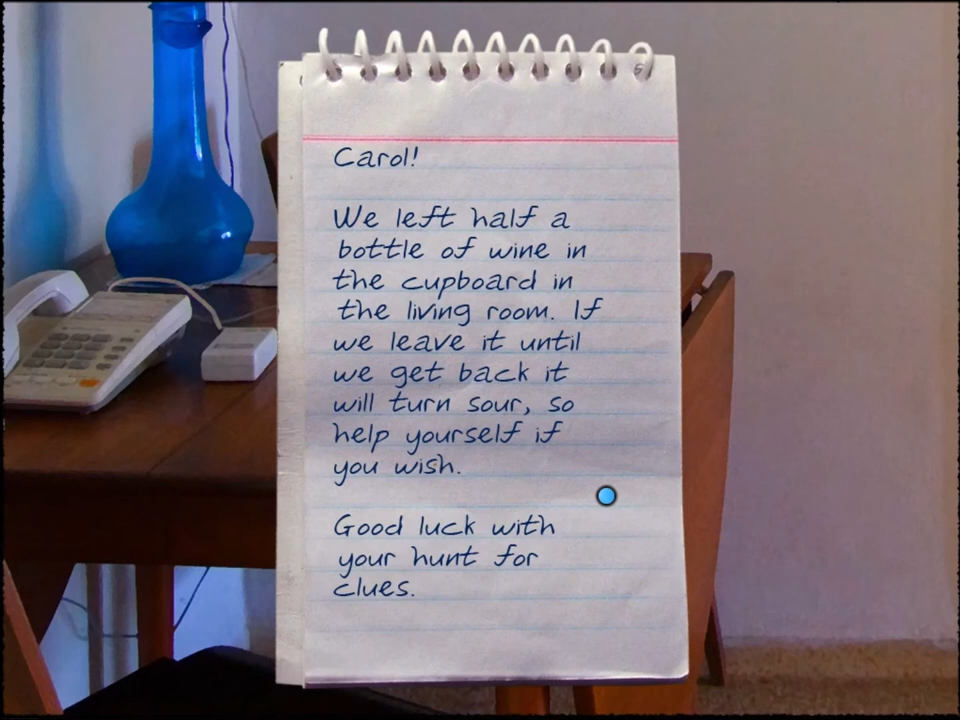 Carol!
We left half a
bottle of wine in
the cupboard in
the living room. If
we leave it until
we get back it
will turn sour, so
help yourself if
you wish.
Good luck with
your hunt for
clues.